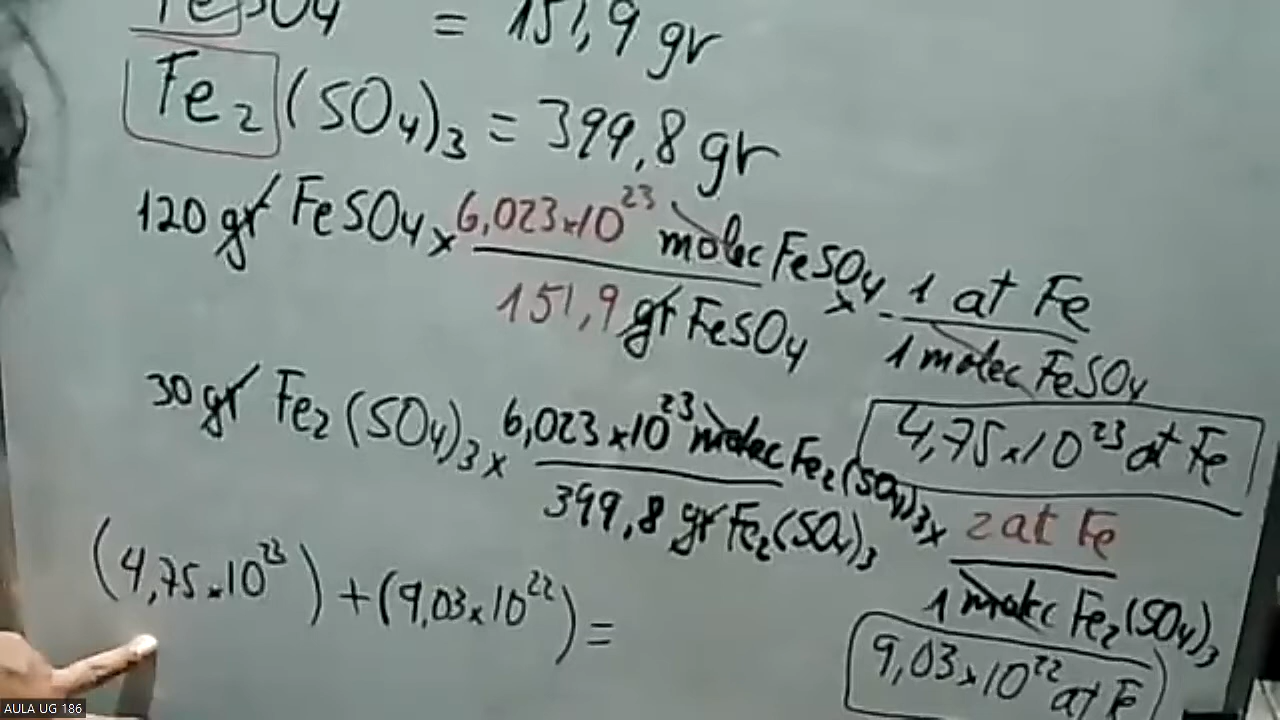 FeSO4 = 151,9 gr
Fe2(SO4)3 = 399,8 gr
120 gr FeSO4 x 6,023x10^23 molec FeSO4 x 1 at Fe
151,9 gr FeSO4 1 molec FeSO4
4,75x10^23 at Fe
30 gr Fe2(SO4)3 x 6,023x10^23 molec Fe2(SO4)3 x 2 at Fe
399,8 gr Fe2(SO4)3 1 molec Fe2(SO4)3
(4,75x10^23) + (9,03x10^22) =
9,03x10^22 at Fe
AULA UG 186